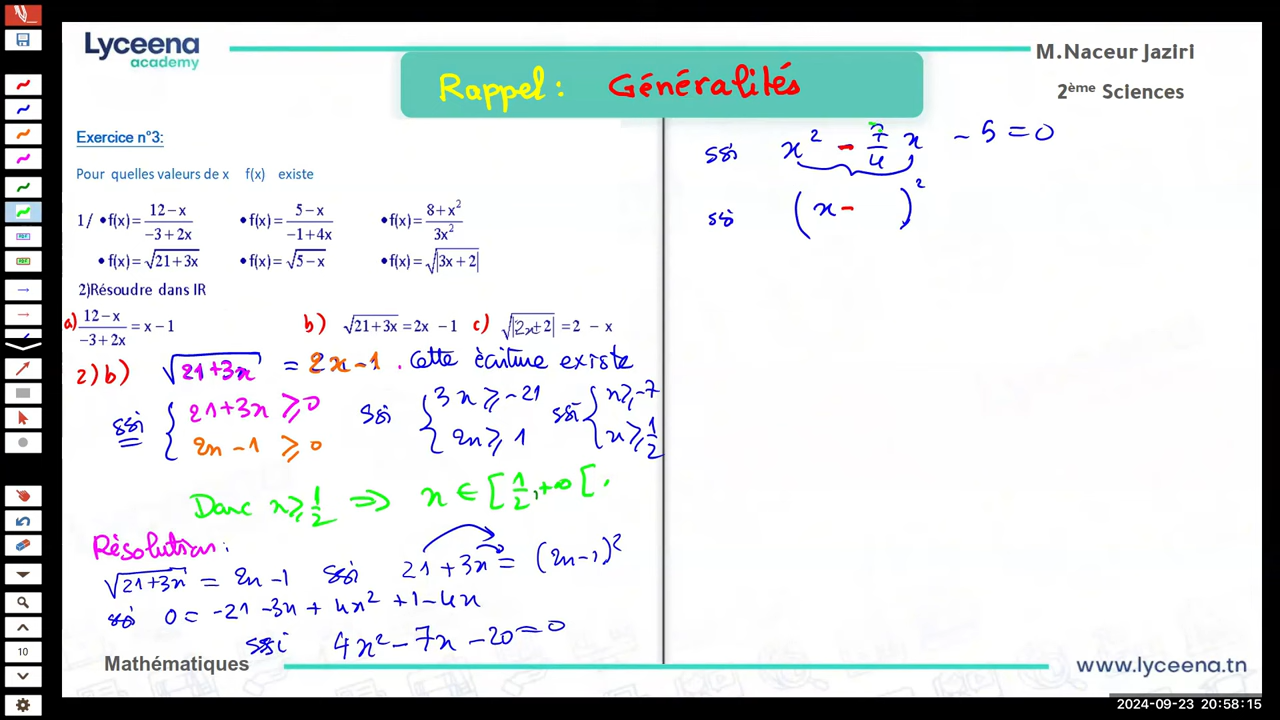 Lyceena
academy
M.Naceur Jaziri
2ème Sciences
Rappel : Généralités
Exercice n°3:
Pour quelles valeurs de x f(x) existe
1/ •f(x)= (12−x)/(−3+2x) •f(x)= (5−x)/(−1+4x) •f(x)= (8+x²)/(3x²)
•f(x)=√(21+3x) •f(x)=√(5−x) •f(x)=√|3x+2|
2)Résoudre dans IR
a) (12−x)/(−3+2x) = x−1 b) √(21+3x) = 2x −1 c) √|2x+2| = 2 − x
2) b) √(21+3x) = 2x−1 . Cette écriture existe
ssi { 21+3x ≥ 0 ; 2x−1 ≥ 0 ssi { 3x ≥ −21 ; 2x ≥ 1 ssi { x ≥ −7 ; x ≥ 1/2
Donc x ≥ 1/2 ⟹ x ∈ [1/2, +∞[ .
Résolution:
√(21+3x) = 2x−1 ssi 21+3x = (2x−1)²
ssi 0 = −21 −3x + 4x² +1−4x
ssi 4x² − 7x − 20 = 0
ssi x² − 7/4 x − 5 = 0
ssi (x − )²
Mathématiques
www.lyceena.tn
10
2024-09-23 20:58:15